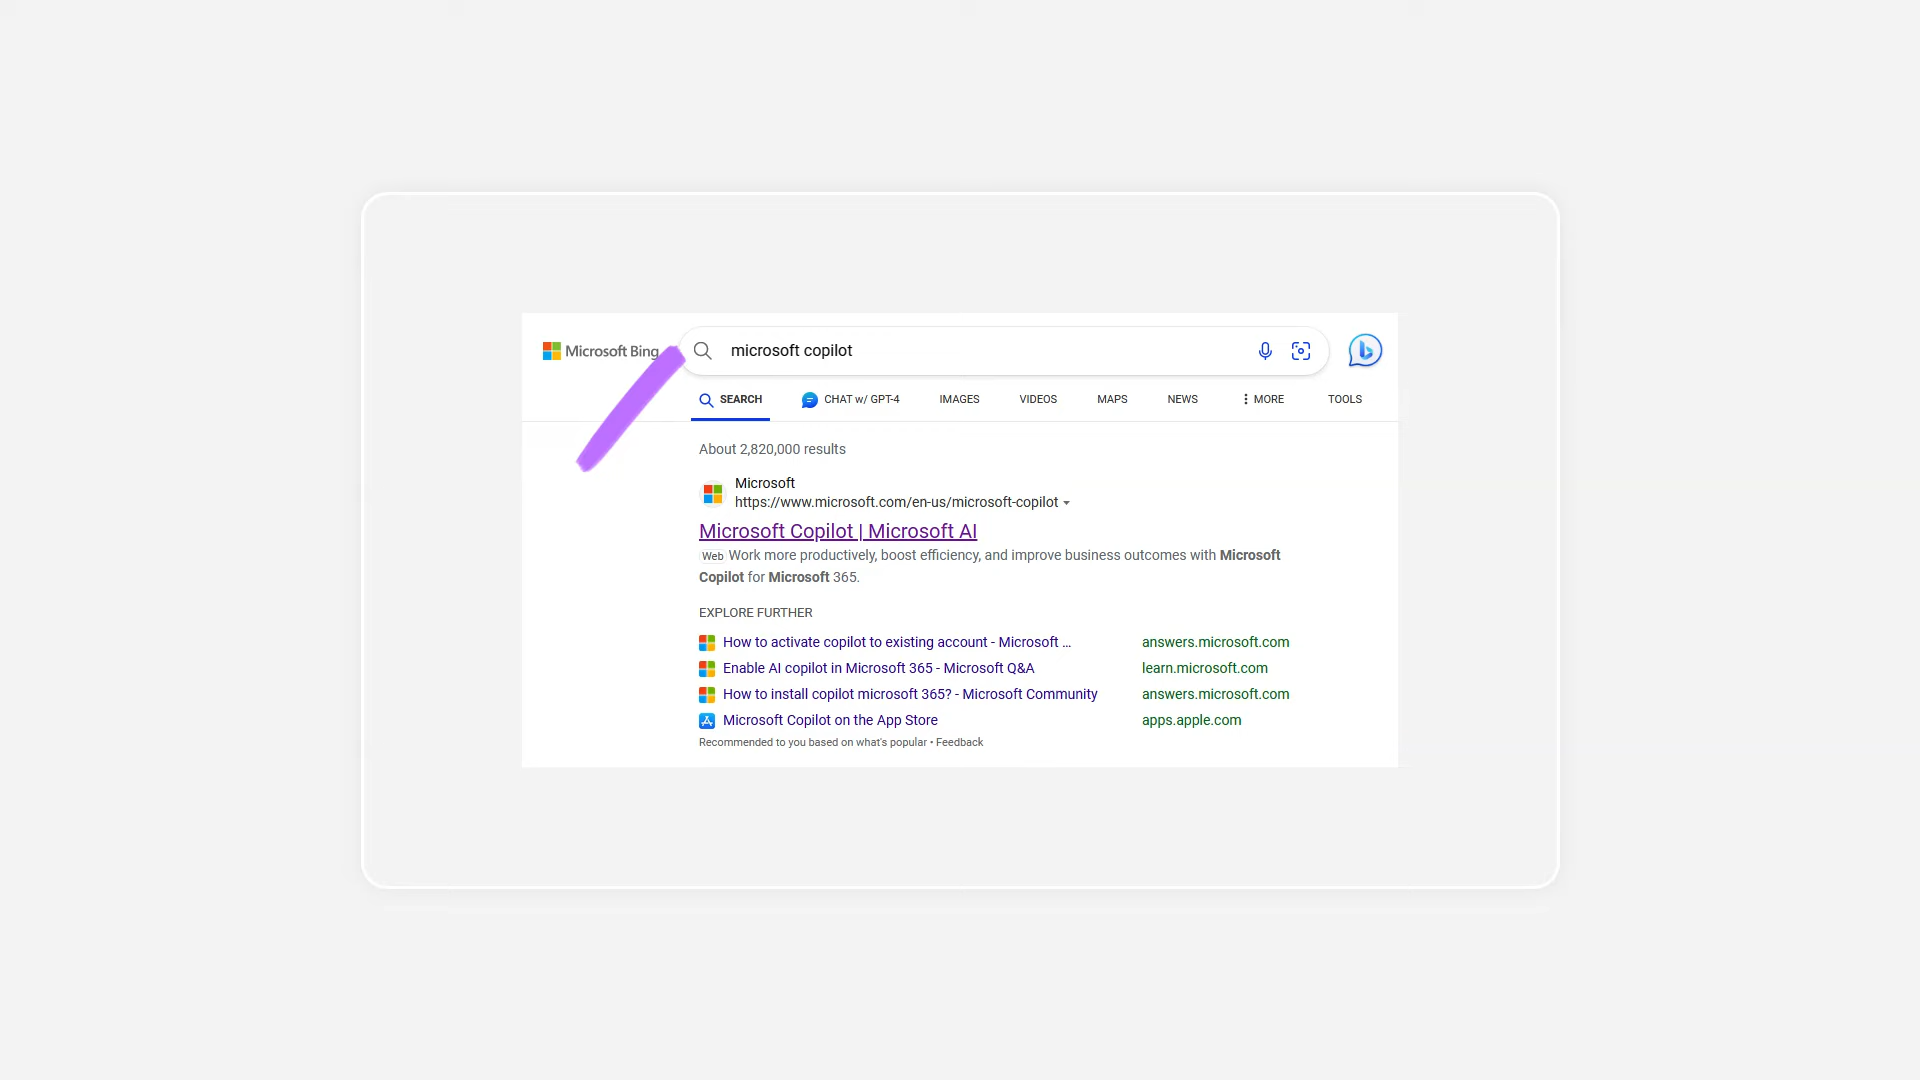 Microsoft Bing
microsoft copilot
SEARCH
CHAT w/ GPT-4
IMAGES
VIDEOS
MAPS
NEWS
MORE
TOOLS
About 2,820,000 results
Microsoft
https://www.microsoft.com/en-us/microsoft-copilot
Microsoft Copilot | Microsoft AI
Web Work more productively, boost efficiency, and improve business outcomes with Microsoft
Copilot for Microsoft 365.
EXPLORE FURTHER
How to activate copilot to existing account - Microsoft … answers.microsoft.com
Enable AI copilot in Microsoft 365 - Microsoft Q&A learn.microsoft.com
How to install copilot microsoft 365? - Microsoft Community answers.microsoft.com
Microsoft Copilot on the App Store apps.apple.com
Recommended to you based on what's popular • Feedback